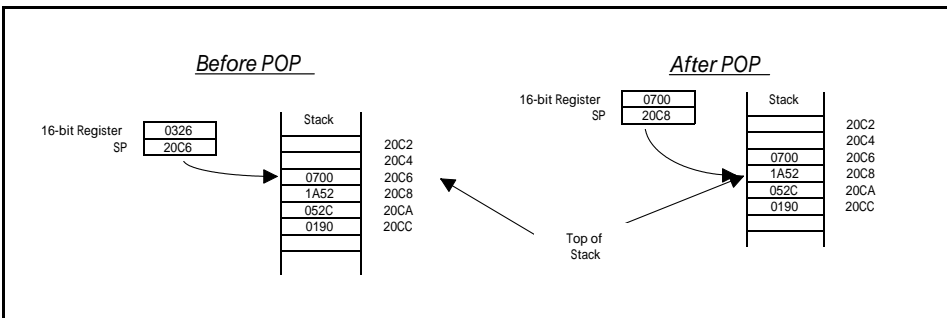 Before POP
16-bit Register 0326
SP 20C6
Stack
20C2
20C4
0700 20C6
1A52 20C8
052C 20CA
0190 20CC
After POP
16-bit Register 0700
SP 20C8
Stack
20C2
20C4
0700 20C6
1A52 20C8
052C 20CA
0190 20CC
Top of
Stack